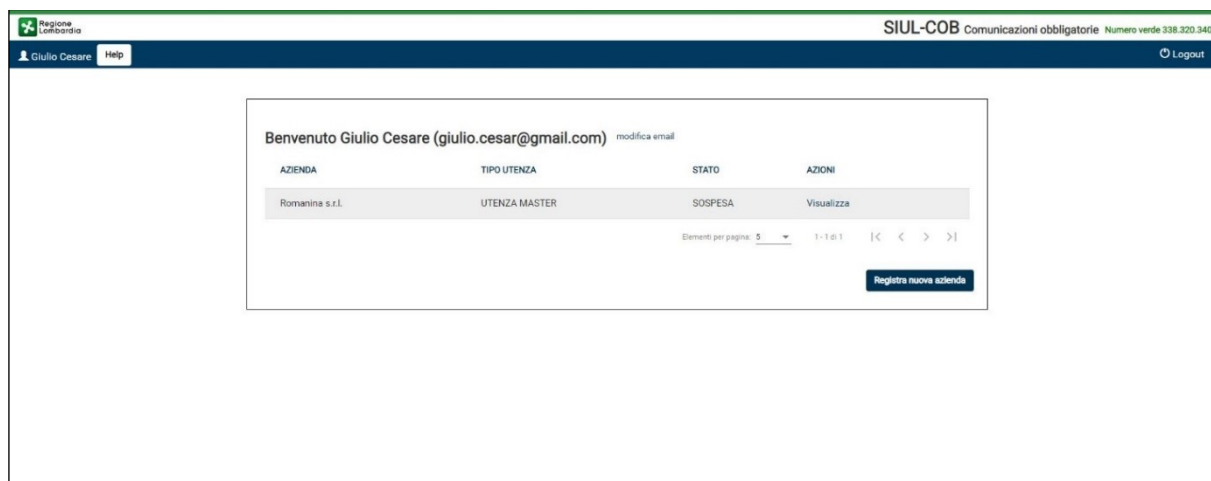 Regione
Lombardia
SIUL-COB Comunicazioni obbligatorie Numero verde 338.320.340
Giulio Cesare Help
Logout
Benvenuto Giulio Cesare (giulio.cesar@gmail.com) modifica email
AZIENDA TIPO UTENZA STATO AZIONI
Romanina s.r.l. UTENZA MASTER SOSPESA Visualizza
Elementi per pagina: 5 1 - 1 di 1
Registra nuova azienda